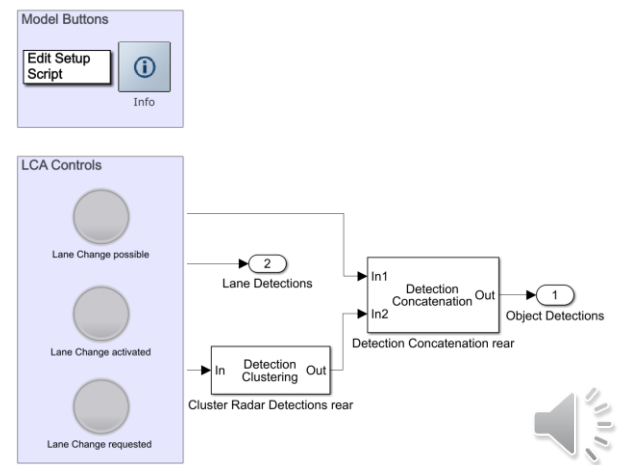 Model Buttons
Edit Setup
Script
Info
LCA Controls
Lane Change possible
Lane Change activated
Lane Change requested
2
Lane Detections
In
Detection
Clustering
Out
Cluster Radar Detections rear
In1
In2
Detection
Concatenation
Out
Detection Concatenation rear
1
Object Detections